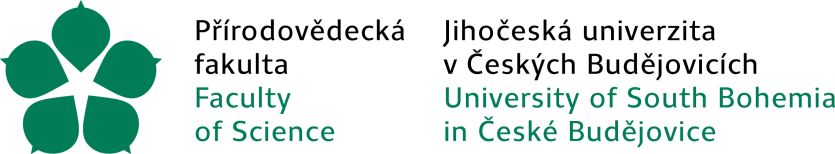 Přírodovědecká
fakulta
Faculty
of Science
Jihočeská univerzita
v Českých Budějovicích
University of South Bohemia
in České Budějovice